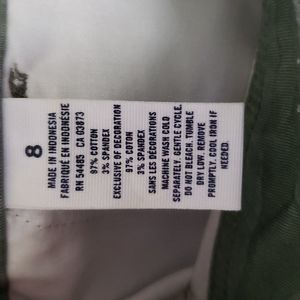 8
MADE IN INDONESIA
FABRIQUÉ EN INDONÉSIE
RN 54485 CA 03873
97% COTTON
3% SPANDEX
EXCLUSIVE OF DECORATION
97% COTON
3% SPANDEX
SANS LES DÉCORATIONS
MACHINE WASH COLD
SEPARATELY. GENTLE CYCLE.
DO NOT BLEACH. TUMBLE
DRY LOW. REMOVE
PROMPTLY. COOL IRON IF
NEEDED.